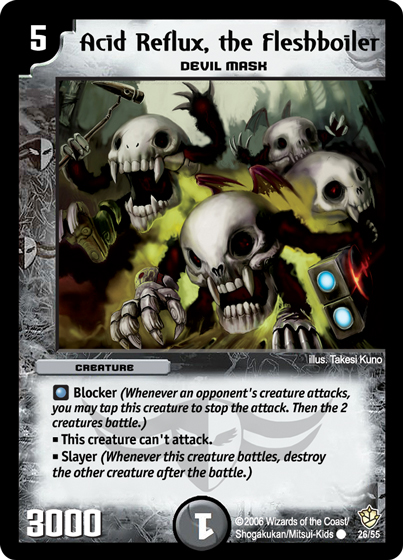 5 Acid Reflux, the Fleshboiler
DEVIL MASK
illus. Takesi Kuno
CREATURE
Blocker (Whenever an opponent's creature attacks,
you may tap this creature to stop the attack. Then the 2
creatures battle.)
▪ This creature can't attack.
▪ Slayer (Whenever this creature battles, destroy
the other creature after the battle.)
3000
1
©2006 Wizards of the Coast/
Shogakukan/Mitsui-Kids ● 26/55